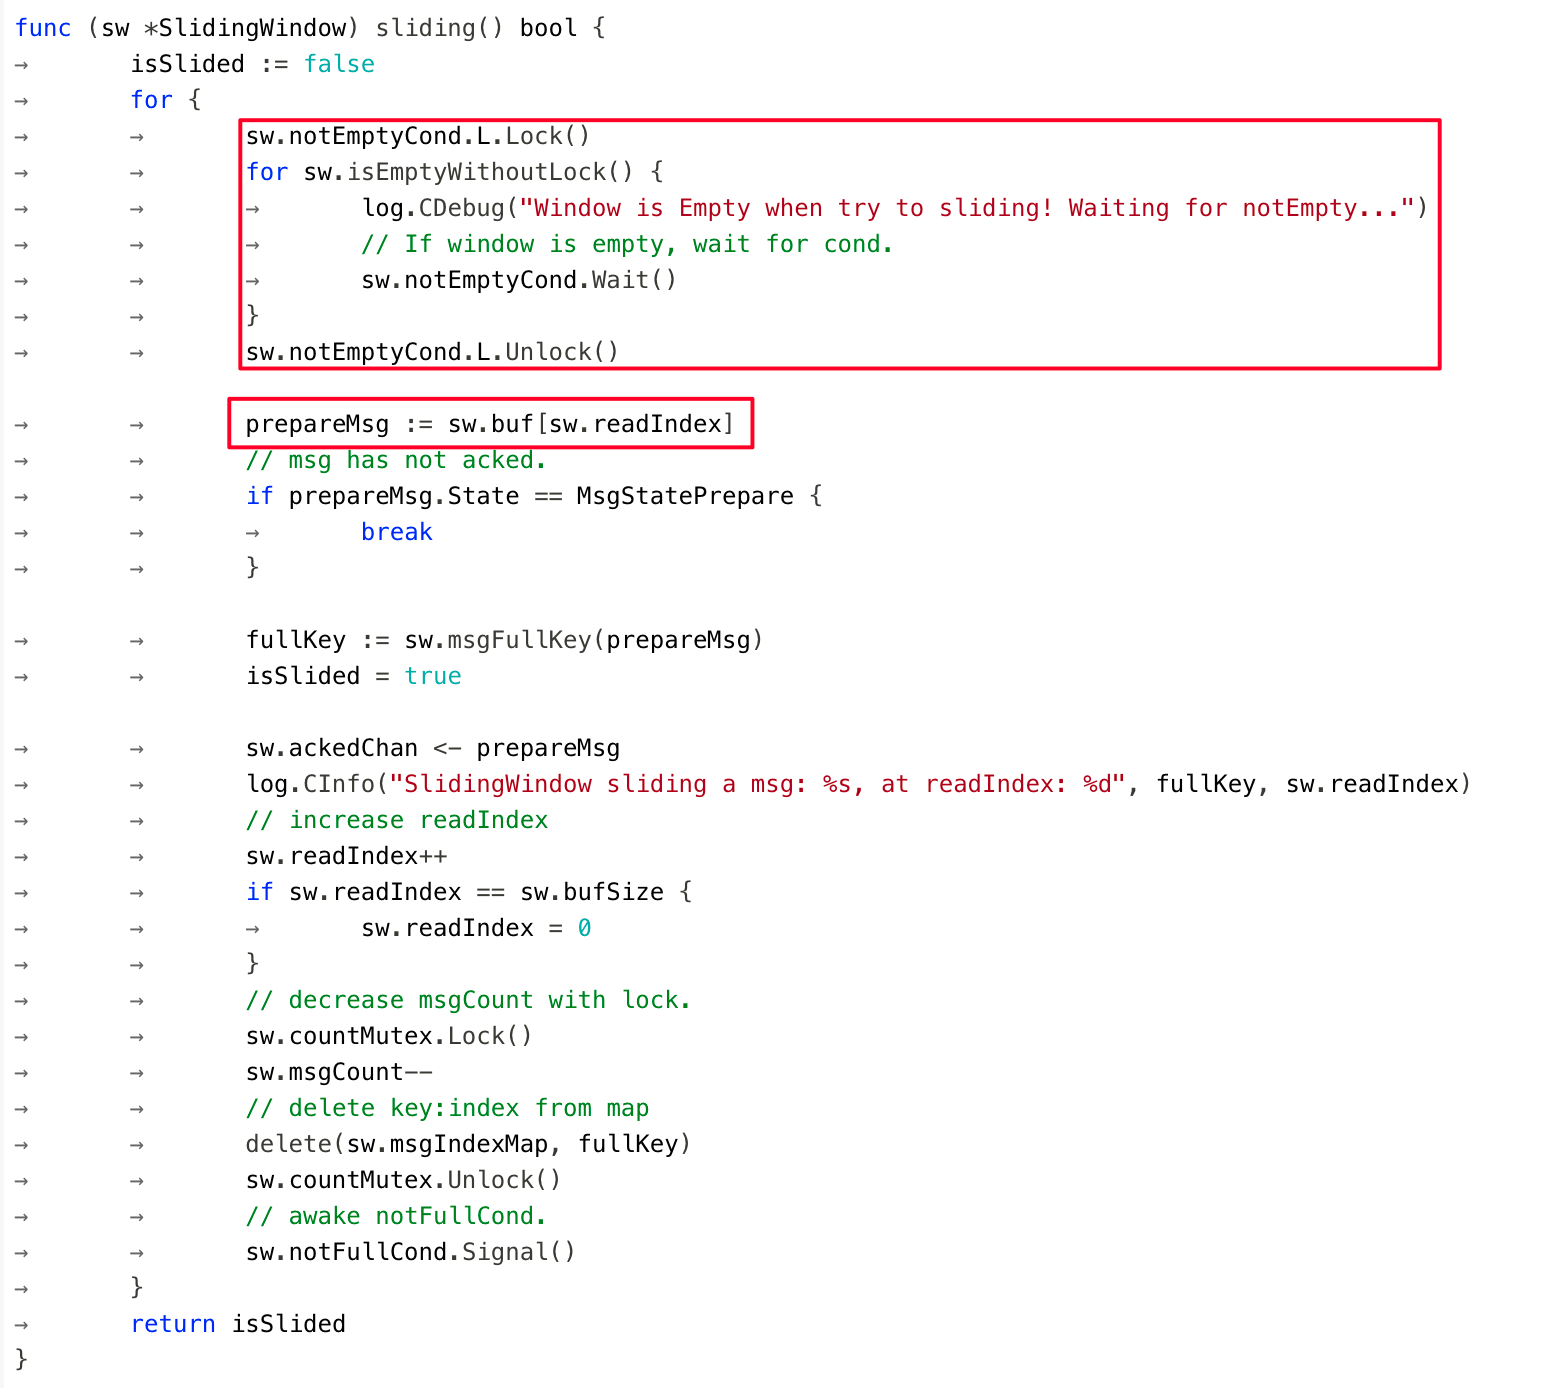 func (sw *SlidingWindow) sliding() bool {
→ isSlided := false
→ for {
→ → sw.notEmptyCond.L.Lock()
→ → for sw.isEmptyWithoutLock() {
→ → → log.CDebug("Window is Empty when try to sliding! Waiting for notEmpty...")
→ → → // If window is empty, wait for cond.
→ → → sw.notEmptyCond.Wait()
→ → }
→ → sw.notEmptyCond.L.Unlock()
→ → prepareMsg := sw.buf[sw.readIndex]
→ → // msg has not acked.
→ → if prepareMsg.State == MsgStatePrepare {
→ → → break
→ → }
→ → fullKey := sw.msgFullKey(prepareMsg)
→ → isSlided = true
→ → sw.ackedChan <- prepareMsg
→ → log.CInfo("SlidingWindow sliding a msg: %s, at readIndex: %d", fullKey, sw.readIndex)
→ → // increase readIndex
→ → sw.readIndex++
→ → if sw.readIndex == sw.bufSize {
→ → → sw.readIndex = 0
→ → }
→ → // decrease msgCount with lock.
→ → sw.countMutex.Lock()
→ → sw.msgCount--
→ → // delete key:index from map
→ → delete(sw.msgIndexMap, fullKey)
→ → sw.countMutex.Unlock()
→ → // awake notFullCond.
→ → sw.notFullCond.Signal()
→ }
→ return isSlided
}